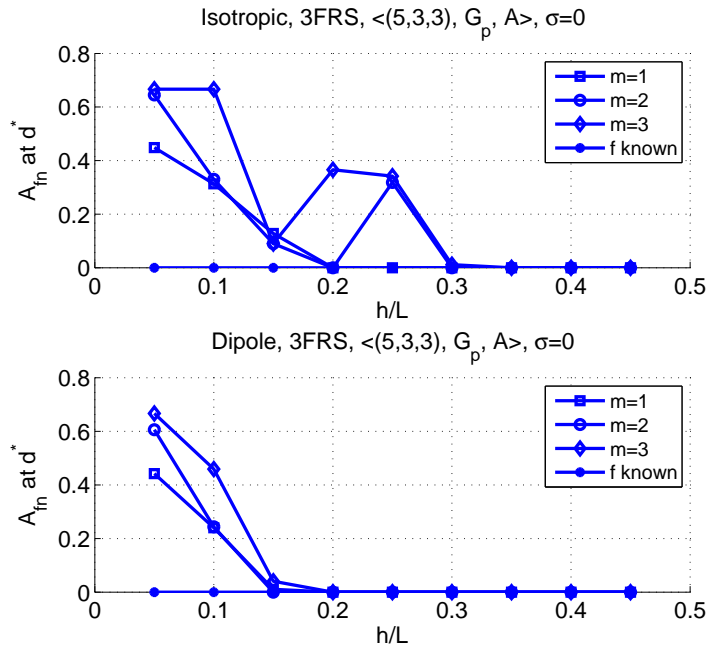 Isotropic, 3FRS, <(5,3,3), Gp, A>, σ=0
0.8
0.6
0.4
0.2
0
A_fn at d*
m=1
m=2
m=3
f known
0 0.1 0.2 0.3 0.4 0.5
h/L
Dipole, 3FRS, <(5,3,3), Gp, A>, σ=0
0.8
0.6
0.4
0.2
0
A_fn at d*
m=1
m=2
m=3
f known
0 0.1 0.2 0.3 0.4 0.5
h/L